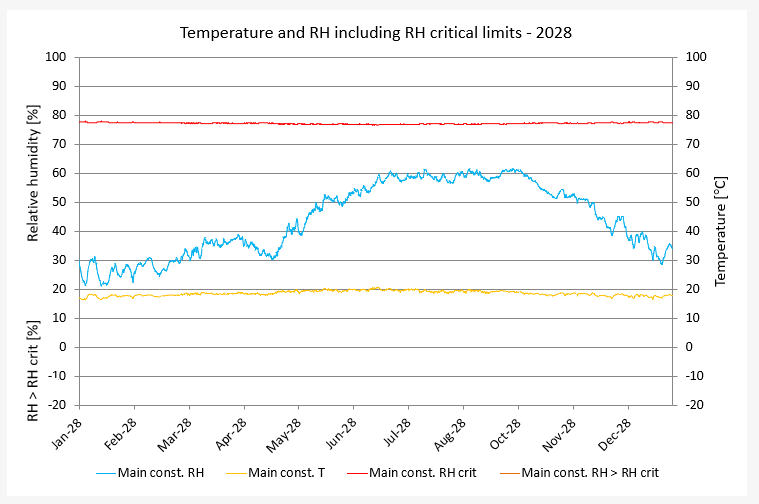 Temperature and RH including RH critical limits - 2028
Relative humidity [%]
RH > RH crit [%]
100
90
80
70
60
50
40
30
20
10
0
-10
-20
100
90
80
70
60
50
40
30
20
10
0
-10
-20
Temperature [°C]
Jan-28
Feb-28
Mar-28
Apr-28
May-28
Jun-28
Jul-28
Aug-28
Oct-28
Nov-28
Dec-28
Main const. RH
Main const. T
Main const. RH crit
Main const. RH > RH crit